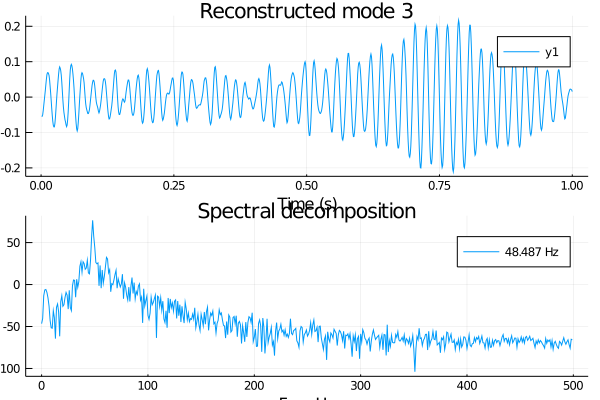 Reconstructed mode 3
0.2
0.1
0.0
-0.1
-0.2
y1
0.00 0.25 0.50 0.75 1.00
Time (s)
Spectral decomposition
50
0
-50
100
48.487 Hz
0 100 200 300 400 500